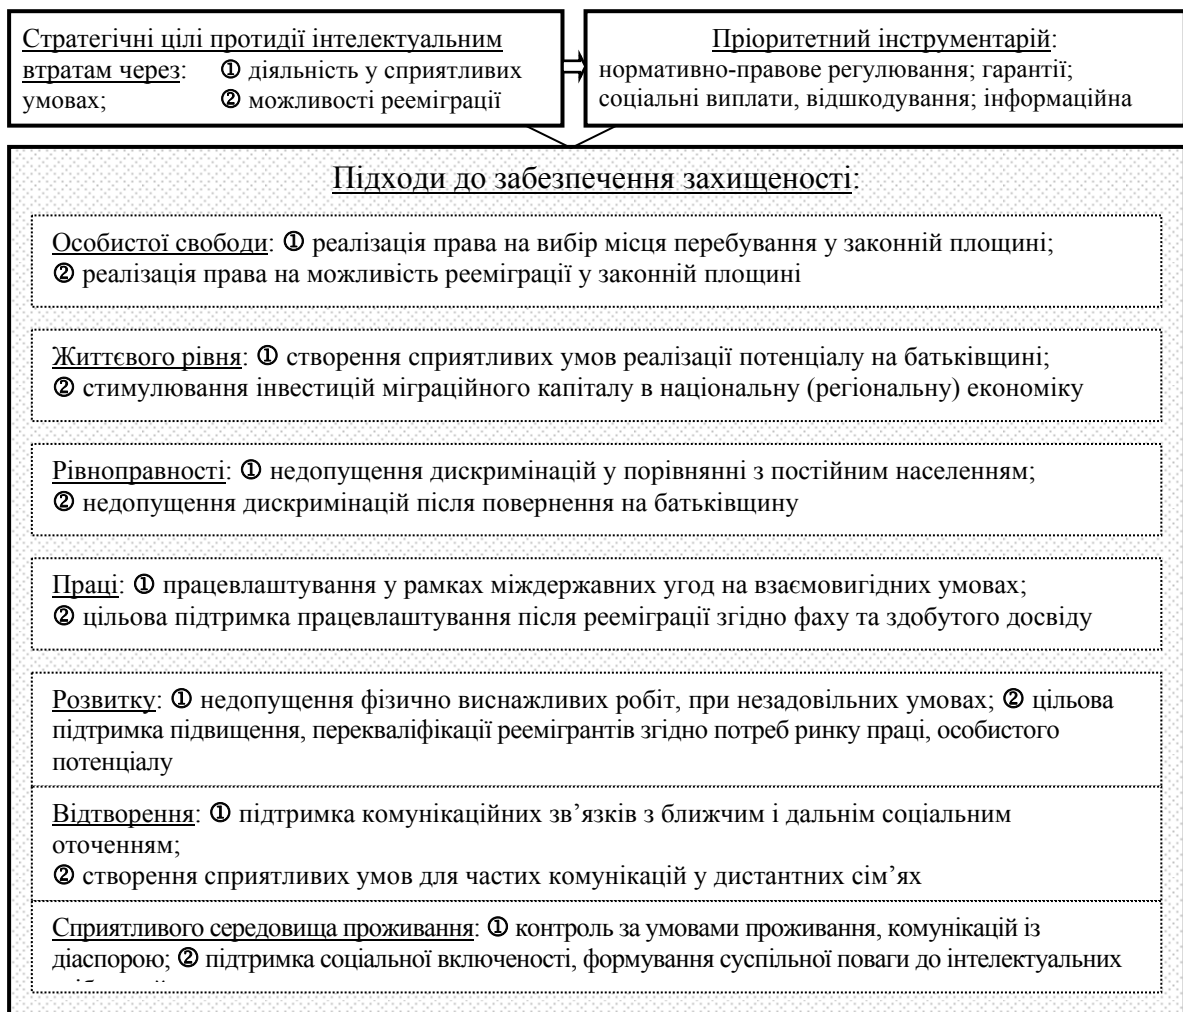 Стратегічні цілі протидії інтелектуальним
втратам через: ① діяльність у сприятливих
умовах; ② можливості рееміграції
Пріоритетний інструментарій:
нормативно-правове регулювання; гарантії;
соціальні виплати, відшкодування; інформаційна
Підходи до забезпечення захищеності:
Особистої свободи: ① реалізація права на вибір місця перебування у законній площині;
② реалізація права на можливість рееміграції у законній площині
Життєвого рівня: ① створення сприятливих умов реалізації потенціалу на батьківщині;
② стимулювання інвестицій міграційного капіталу в національну (регіональну) економіку
Рівноправності: ① недопущення дискримінацій у порівнянні з постійним населенням;
② недопущення дискримінацій після повернення на батьківщину
Праці: ① працевлаштування у рамках міждержавних угод на взаємовигідних умовах;
② цільова підтримка працевлаштування після рееміграції згідно фаху та здобутого досвіду
Розвитку: ① недопущення фізично виснажливих робіт, при незадовільних умовах; ② цільова
підтримка підвищення, перекваліфікації реемігрантів згідно потреб ринку праці, особистого
потенціалу
Відтворення: ① підтримка комунікаційних зв’язків з ближчим і дальнім соціальним
оточенням;
② створення сприятливих умов для частих комунікацій у дистантних сім’ях
Сприятливого середовища проживання: ① контроль за умовами проживання, комунікацій із
діаспорою; ② підтримка соціальної включеності, формування суспільної поваги до інтелектуальних